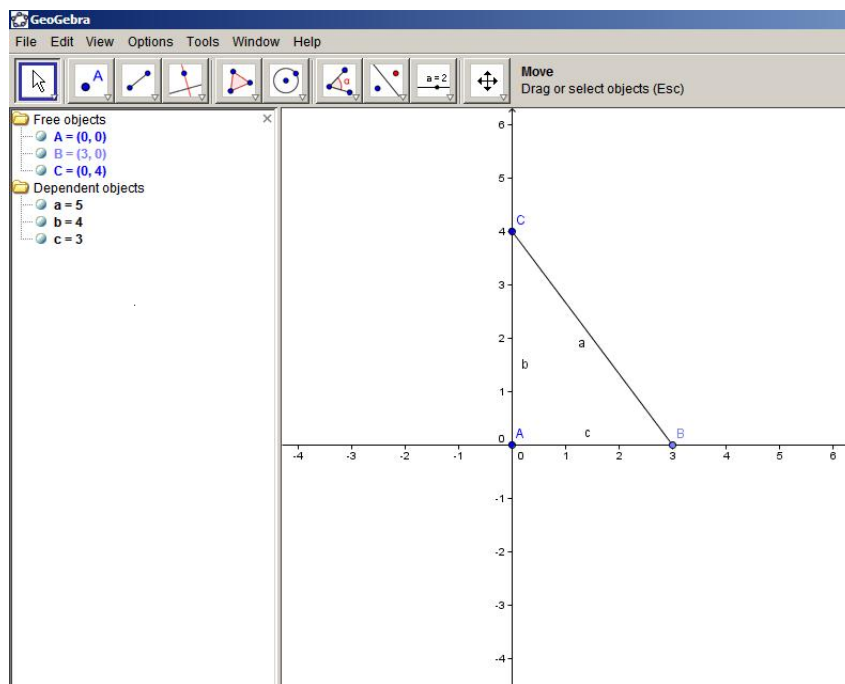 GeoGebra
File Edit View Options Tools Window Help
A
α
a = 2
Move
Drag or select objects (Esc)
Free objects
A = (0, 0)
B = (3, 0)
C = (0, 4)
Dependent objects
a = 5
b = 4
c = 3
6
5
C
4
3
2
a
b
1
0 A c B
-4 -3 -2 -1 0 1 2 3 4 5 6
-1
-2
-3
-4